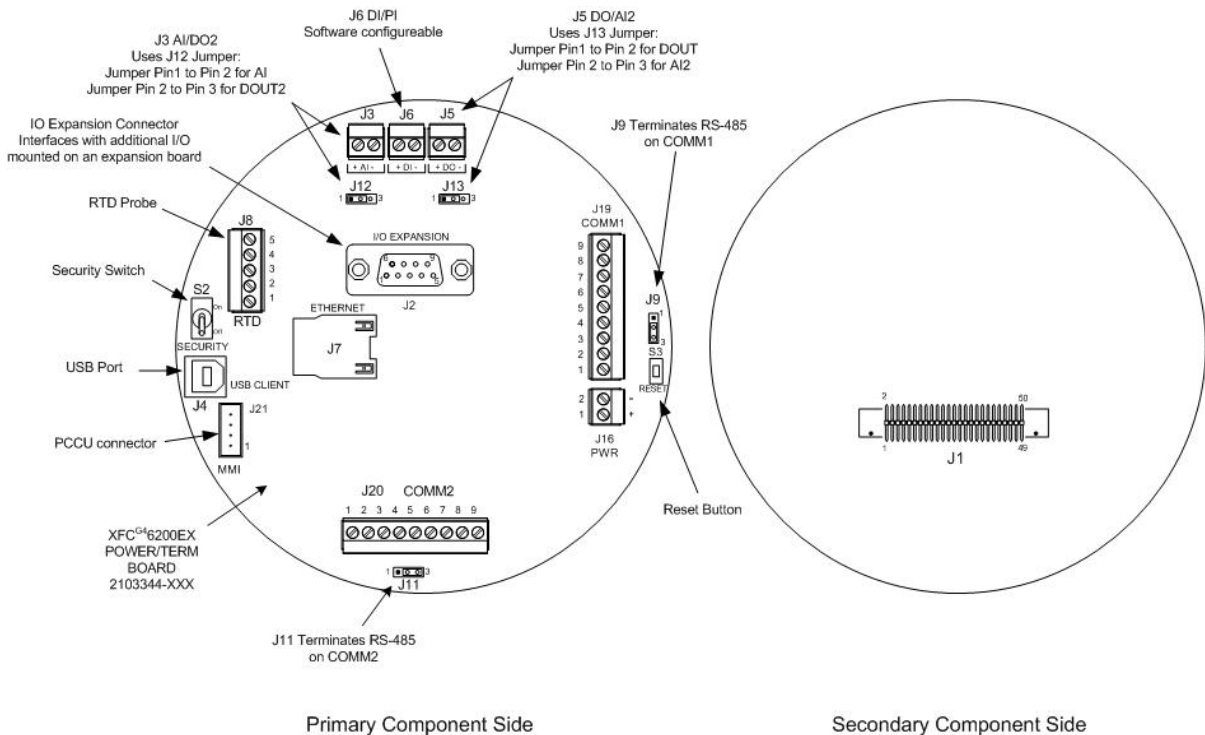 J6 DI/PI
Software configureable
J5 DO/AI2
Uses J13 Jumper:
Jumper Pin1 to Pin 2 for DOUT
Jumper Pin 2 to Pin 3 for AI2
J3 AI/DO2
Uses J12 Jumper:
Jumper Pin1 to Pin 2 for AI
Jumper Pin 2 to Pin 3 for DOUT2
IO Expansion Connector
Interfaces with additional I/O
mounted on an expansion board
J9 Terminates RS-485
on COMM1
J3 J6 J5
+ AI - + DI - + DO -
J12 J13
1 3 1 3
RTD Probe
J8
5
4
3
2
1
RTD
I/O EXPANSION
6 9
1 5
J2
J19
COMM1
9
8
7
6
5
4
3
2
1
Security Switch
S2
On
Off
SECURITY
ETHERNET
J7
J9
1
3
S3
RESET
USB Port
USB CLIENT
J4
J21
PCCU connector
1
MMI
2 -
1 +
J16
PWR
Reset Button
J20 COMM2
1 2 3 4 5 6 7 8 9
1 3
J11
XFCG46200EX
POWER/TERM
BOARD
2103344-XXX
J11 Terminates RS-485
on COMM2
2 50
1 49
J1
Primary Component Side
Secondary Component Side